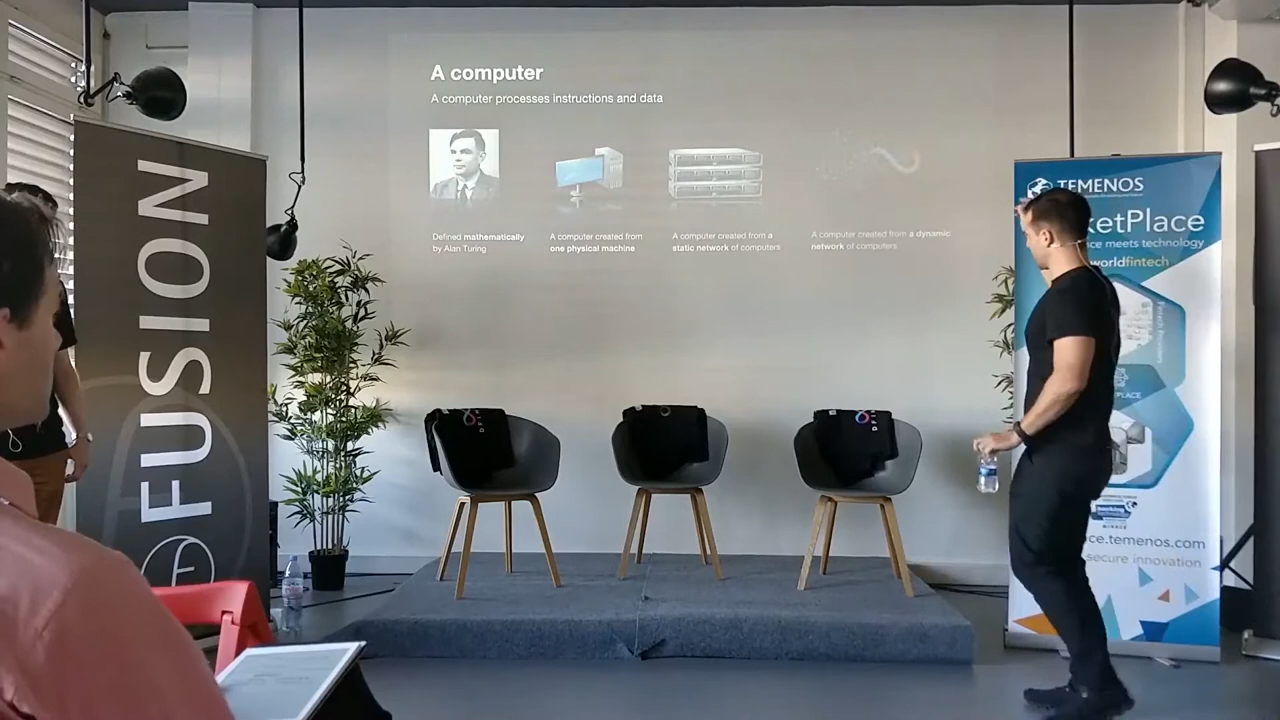 A computer
A computer processes instructions and data
Defined mathematically
by Alan Turing
A computer created from
one physical machine
A computer created from a
static network of computers
A computer created from a dynamic
network of computers
FUSION
TEMENOS
ketPlace
ce meets technology
worldfintech
PLACE
ce.temenos.com
secure innovation